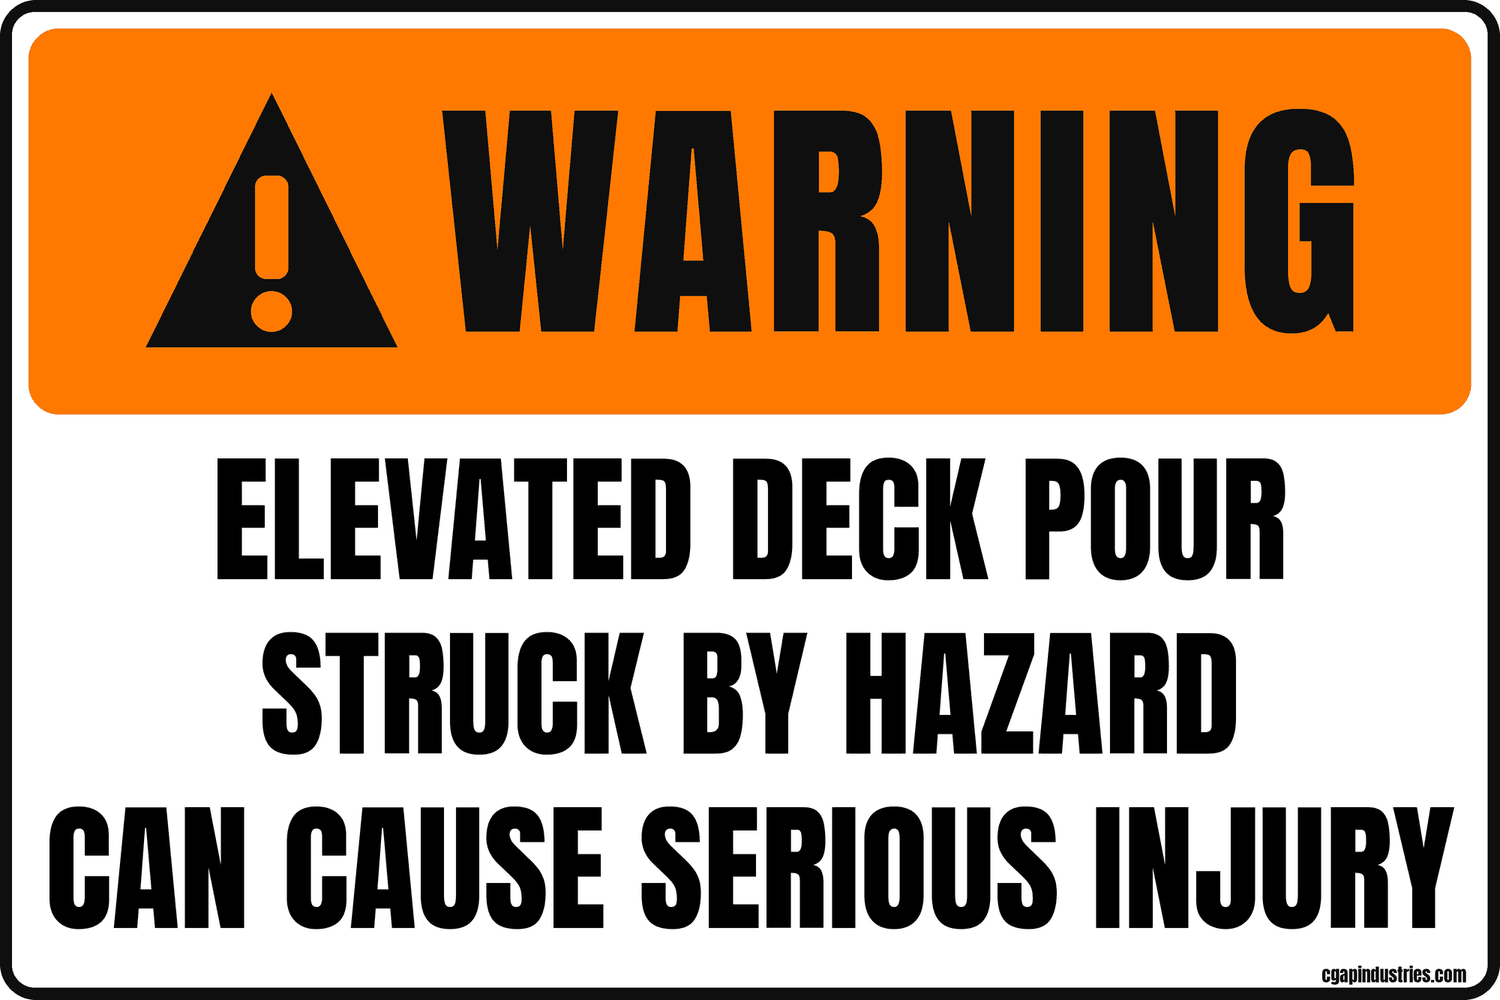 WARNING
ELEVATED DECK POUR
STRUCK BY HAZARD
CAN CAUSE SERIOUS INJURY
cgapindustries.com